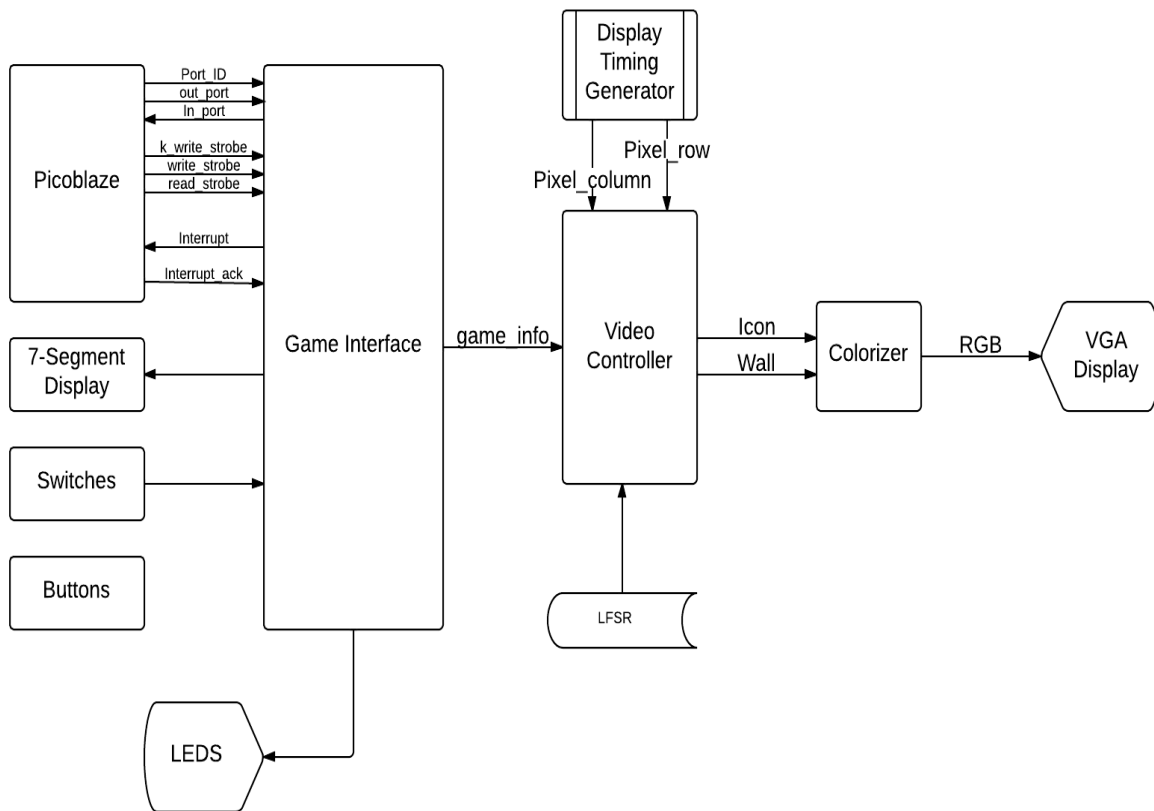 Display
Timing
Generator
Port_ID
out_port
In_port
k_write_strobe
write_strobe
read_strobe
Picoblaze
Interrupt
Interrupt_ack
Pixel_row
Pixel_column
7-Segment
Display
Game Interface
game_info
Video
Controller
Icon
Wall
Colorizer
RGB
VGA
Display
Switches
Buttons
LFSR
LEDS